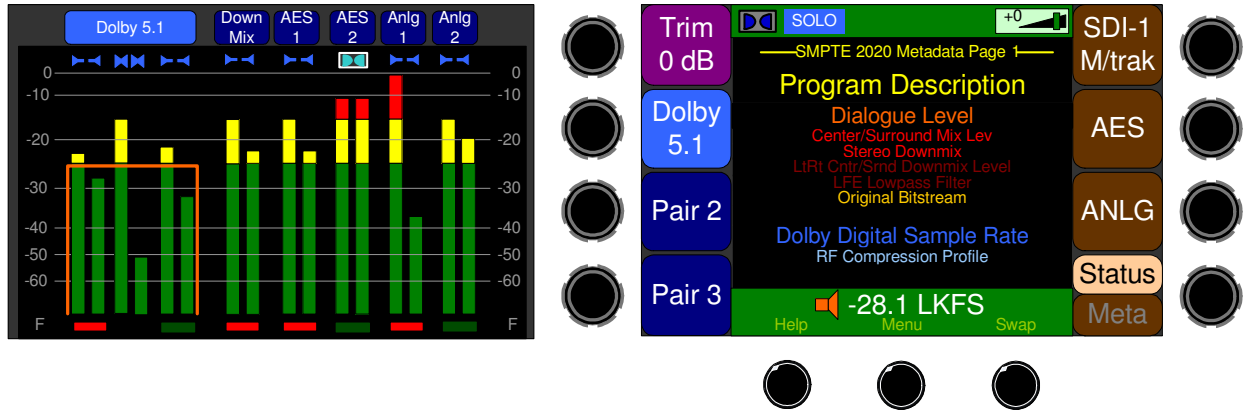 Dolby 5.1
Down Mix
AES 1
AES 2
Anlg 1
Anlg 2
0 0
-10 -10
-20 -20
-30 -30
-40 -40
-50 -50
-60 -60
F F
Trim
0 dB
Dolby
5.1
Pair 2
Pair 3
SOLO
+0
SMPTE 2020 Metadata Page 1
Program Description
Dialogue Level
Center/Surround Mix Lev
Stereo Downmix
LtRt Cntr/Srnd Downmix Level
LFE Lowpass Filter
Original Bitstream
Dolby Digital Sample Rate
RF Compression Profile
-28.1 LKFS
Help Menu Swap
SDI-1
M/trak
AES
ANLG
Status
Meta